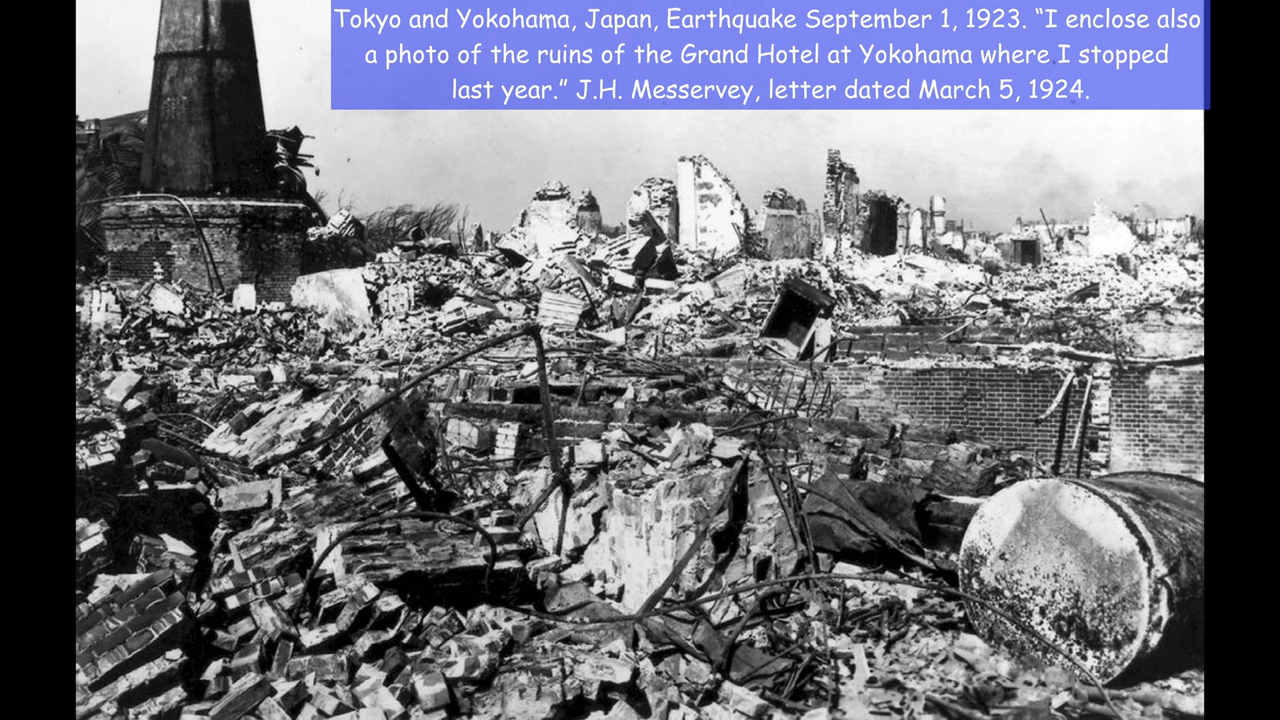 Tokyo and Yokohama, Japan, Earthquake September 1, 1923. “I enclose also
a photo of the ruins of the Grand Hotel at Yokohama where I stopped
last year.” J.H. Messervey, letter dated March 5, 1924.